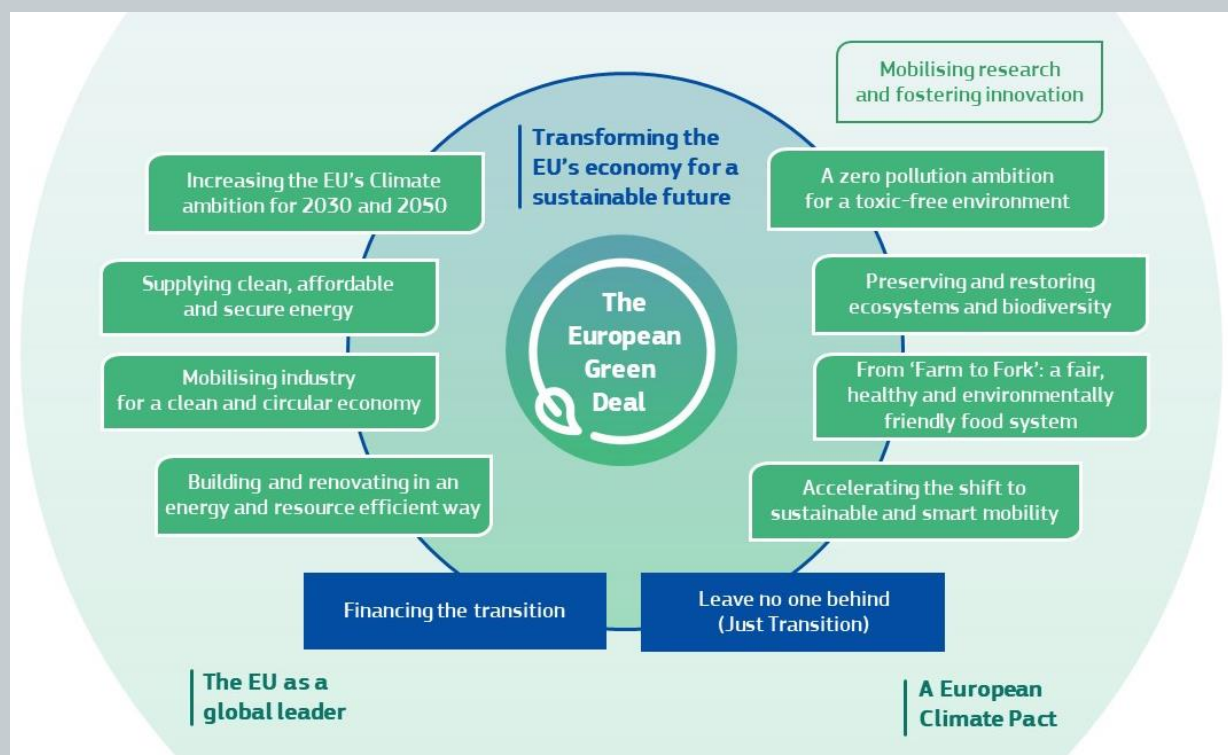 Mobilising research
and fostering innovation
Transforming the
EU's economy for a
sustainable future
Increasing the EU's Climate
ambition for 2030 and 2050
A zero pollution ambition
for a toxic-free environment
Supplying clean, affordable
and secure energy
Preserving and restoring
ecosystems and biodiversity
The
European
Green
Deal
Mobilising industry
for a clean and circular economy
From ‘Farm to Fork’: a fair,
healthy and environmentally
friendly food system
Building and renovating in an
energy and resource efficient way
Accelerating the shift to
sustainable and smart mobility
Financing the transition
Leave no one behind
(Just Transition)
The EU as a
global leader
A European
Climate Pact